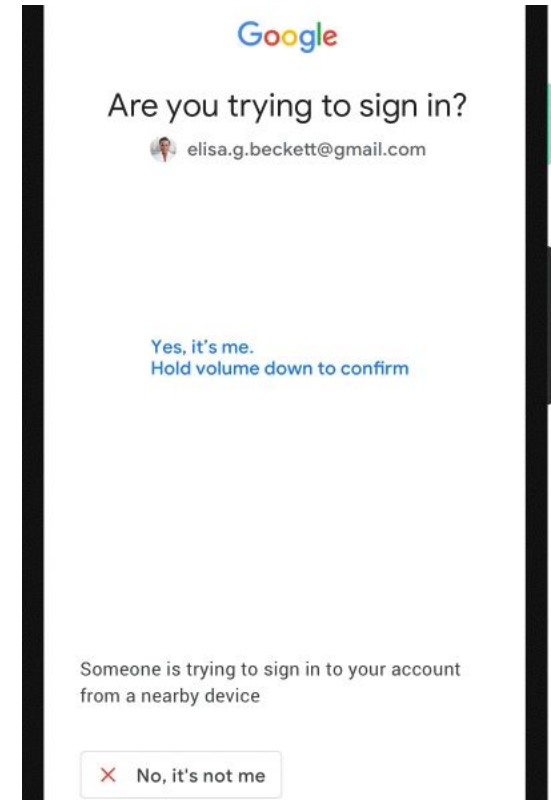 Google
Are you trying to sign in?
elisa.g.beckett@gmail.com
Yes, it's me.
Hold volume down to confirm
Someone is trying to sign in to your account
from a nearby device
No, it's not me